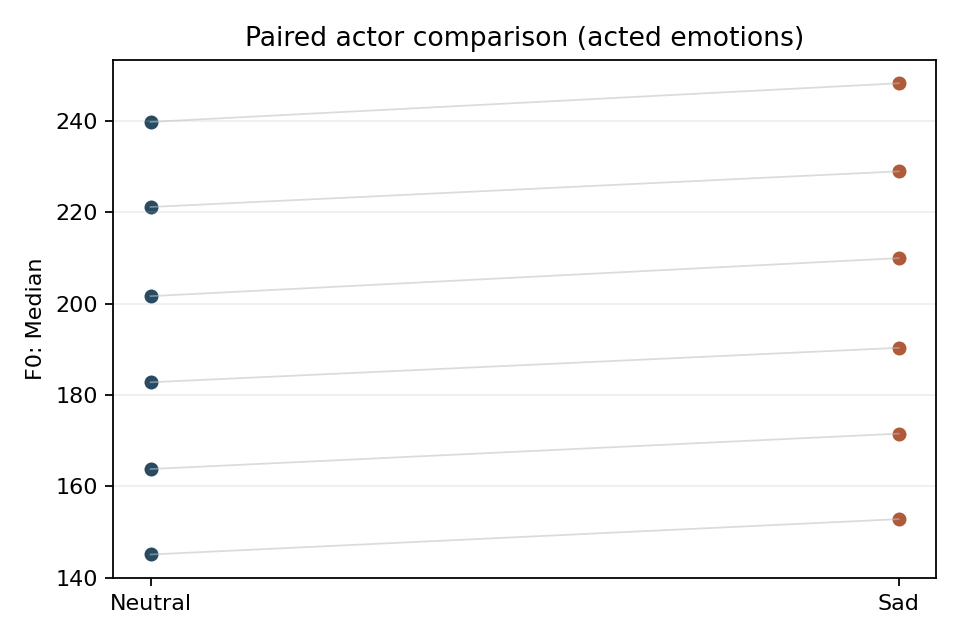 Paired actor comparison (acted emotions)
F0: Median
240
220
200
180
160
140
Neutral Sad